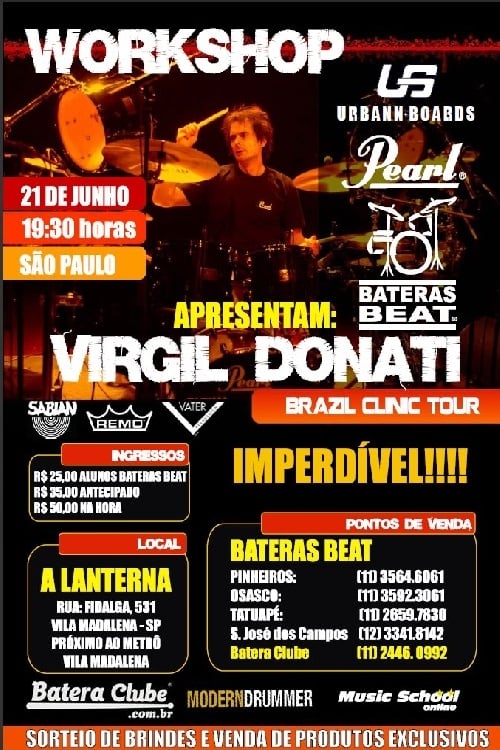 WORKSHOP
US
URBANN BOARDS
Pearl®
21 DE JUNHO
19:30 horas
SÃO PAULO
BATERAS
BEAT
APRESENTAM:
VIRGIL DONATI
Pearl
BRAZIL CLINIC TOUR
SABIAN
REMO
VATER
IMPERDÍVEL!!!!
INGRESSOS
R$ 25,00 ALUNOS BATERAS BEAT
R$ 35,00 ANTECIPADO
R$ 50,00 NA HORA
PONTOS DE VENDA
BATERAS BEAT
PINHEIROS: (11) 3564.6061
OSASCO: (11) 3592.3061
TATUAPÉ: (11) 2659.7830
S. José dos Campos (12) 3341.8142
Batera Clube (11) 2446. 0992
LOCAL
A LANTERNA
RUA: FIDALGA, 531
VILA MADALENA - SP
PRÓXIMO AO METRÔ
VILA MADALENA
Batera Clube®
.com.br
MODERN DRUMMER
Music School
online
SORTEIO DE BRINDES E VENDA DE PRODUTOS EXCLUSIVOS